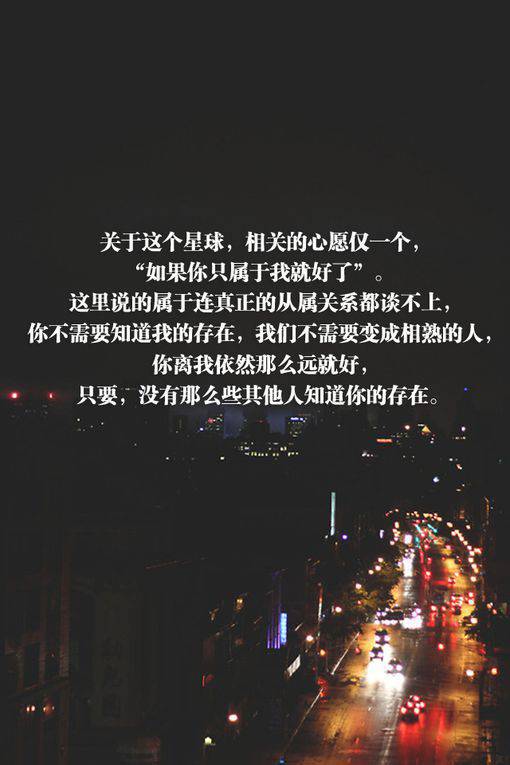 关于这个星球，相关的心愿仅一个，
“如果你只属于我就好了”。
这里说的属于连真正的从属关系都谈不上，
你不需要知道我的存在，我们不需要变成相熟的人，
你离我依然那么远就好，
只要，没有那么些其他人知道你的存在。